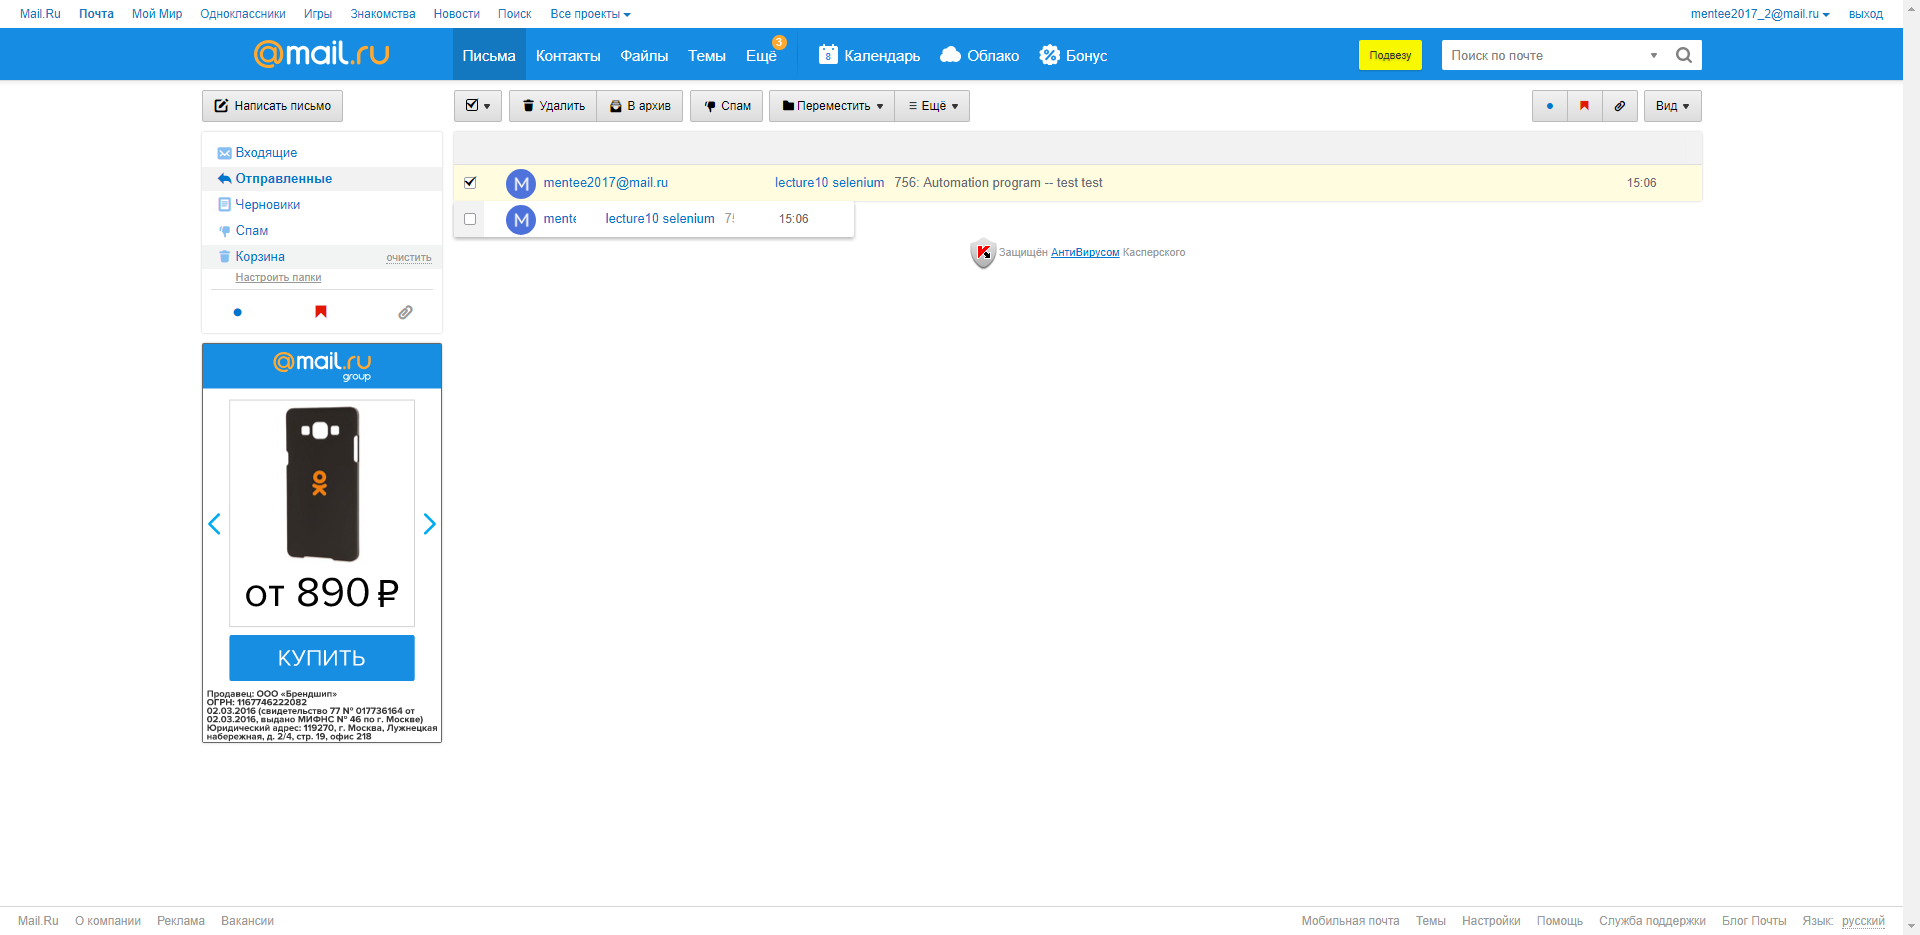 Mail.Ru Почта Мой Мир Одноклассники Игры Знакомства Новости Поиск Все проекты mentee2017_2@mail.ru выход
@mail.ru Письма Контакты Файлы Темы Ещё 3 8 Календарь Облако Бонус Подвезу Поиск по почте
Написать письмо Удалить В архив Спам Переместить Ещё Вид
Входящие
Отправленные
Черновики
Спам
Корзина очистить
Настроить папки
M mentee2017@mail.ru lecture10 selenium 756: Automation program -- test test 15:06
M mente lecture10 selenium 15:06
Защищён АнтиВирусом Касперского
@mail.ru
group
от 890 ₽
КУПИТЬ
Продавец: ООО «Брендшип»
ОГРН: 1167746222082
02.03.2016 (свидетельство 77 № 017736164 от
02.03.2016, выдано МИФНС № 46 по г. Москве)
Юридический адрес: 119270, г. Москва, Лужнецкая
набережная, д. 2/4, стр. 19, офис 218
Mail.Ru О компании Реклама Вакансии Мобильная почта Темы Настройки Помощь Служба поддержки Блог Почты Язык: русский